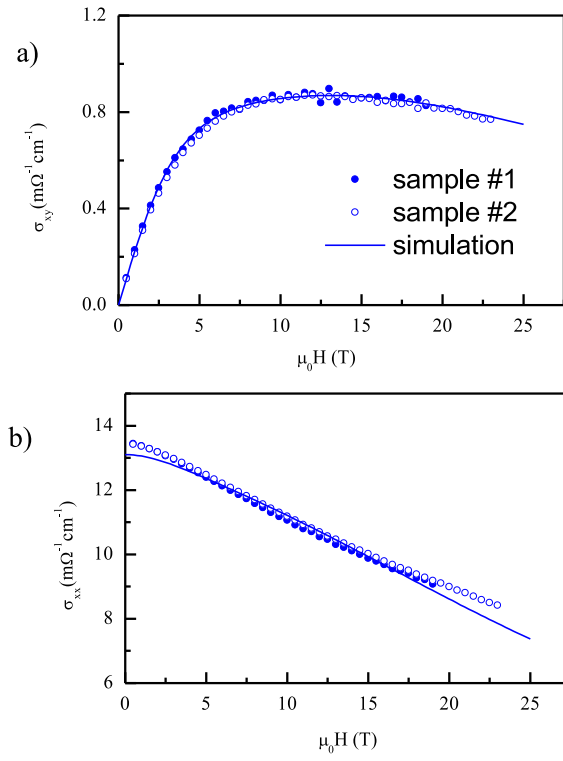 a)
1.2
0.8
0.4
0.0
σxy(mΩ⁻¹cm⁻¹)
sample #1
sample #2
simulation
0 5 10 15 20 25
μ₀H (T)
b)
14
12
10
8
6
σxx(mΩ⁻¹cm⁻¹)
0 5 10 15 20 25
μ₀H (T)